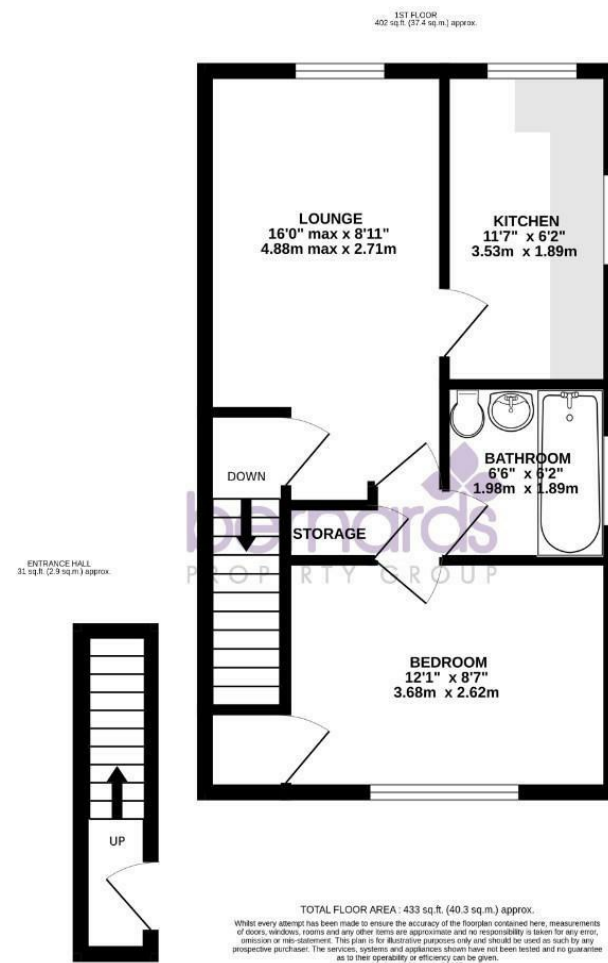 1ST FLOOR
402 sq.ft. (37.4 sq.m.) approx.
LOUNGE
16'0" max x 8'11"
4.88m max x 2.71m
KITCHEN
11'7" x 6'2"
3.53m x 1.89m
DOWN
BATHROOM
6'6" x 6'2"
1.98m x 1.89m
bernards
PROPERTY GROUP
STORAGE
ENTRANCE HALL
31 sq.ft. (2.9 sq.m.) approx.
BEDROOM
12'1" x 8'7"
3.68m x 2.62m
UP
TOTAL FLOOR AREA : 433 sq.ft. (40.3 sq.m.) approx.
Whilst every attempt has been made to ensure the accuracy of the floorplan contained here, measurements
of doors, windows, rooms and any other items are approximate and no responsibility is taken for any error,
omission or mis-statement. This plan is for illustrative purposes only and should be used as such by any
prospective purchaser. The services, systems and appliances shown have not been tested and no guarantee
as to their operability or efficiency can be given.